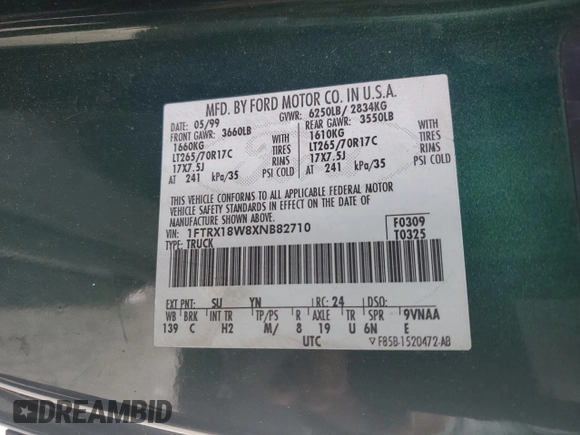 MFD. BY FORD MOTOR CO. IN U.S.A.
DATE: 05/99 GVWR: 6250LB/ 2834KG
FRONT GAWR: 3660LB REAR GAWR: 3550LB
1660KG WITH 1610KG WITH
LT265/70R17C TIRES LT265/70R17C TIRES
17X7.5J RIMS 17X7.5J RIMS
AT 241 kPa/35 PSI COLD AT 241 kPa/35 PSI COLD
THIS VEHICLE CONFORMS TO ALL APPLICABLE FEDERAL MOTOR
VEHICLE SAFETY STANDARDS IN EFFECT ON THE DATE OF
MANUFACTURE SHOWN ABOVE.
VIN: 1FTRX18W8XNB82710 F0309
TYPE: TRUCK T0325
EXT PNT: SU YN RC: 24 DSO:
WB BRK INT TR TP/PS R AXLE TR SPR 9VNAA
139 C H2 M/ 8 19 U 6N E
UTC ▽ F85B-1520472-AB
DREAMBID